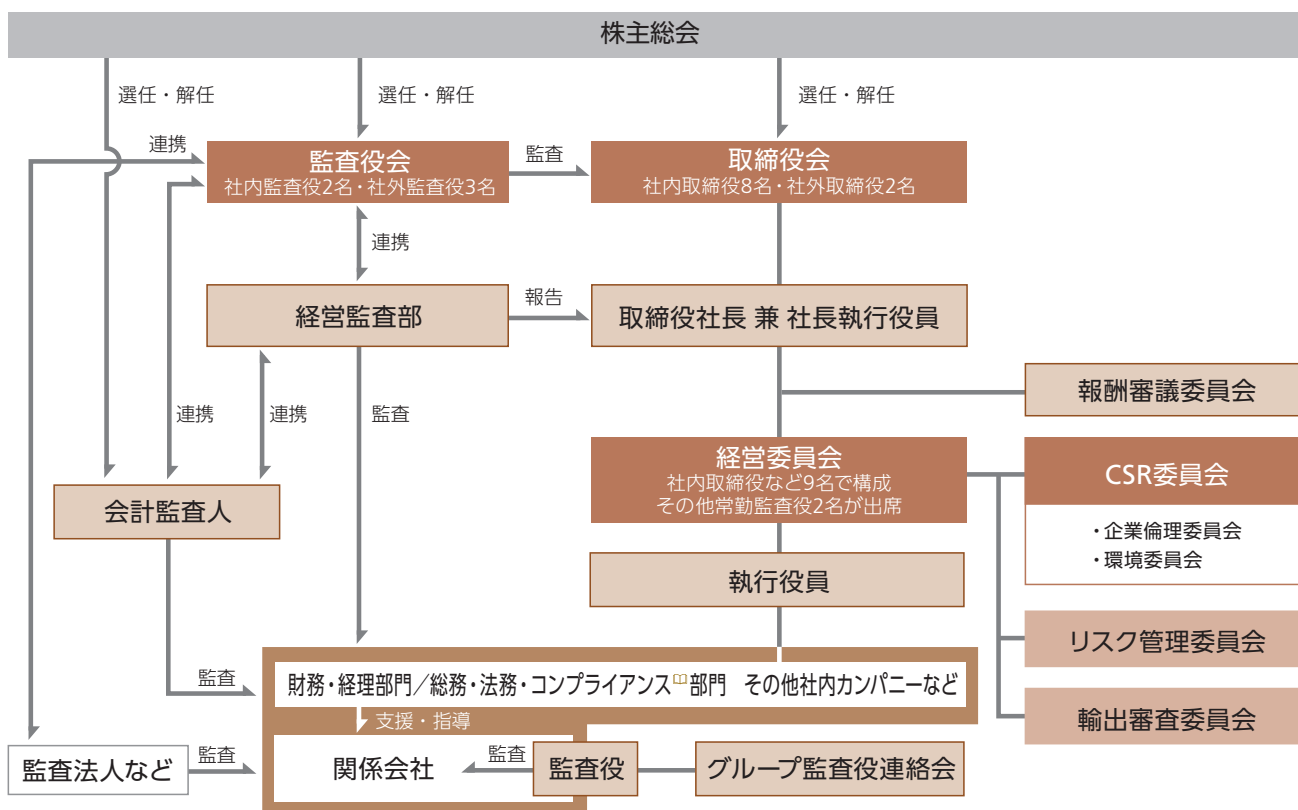 株主総会
選任・解任
選任・解任
選任・解任
連携
監査役会
社内監査役2名・社外監査役3名
監査
取締役会
社内取締役8名・社外取締役2名
連携
経営監査部
報告
取締役社長 兼 社長執行役員
報酬審議委員会
連携
連携
監査
経営委員会
社内取締役など9名で構成
その他常勤監査役2名が出席
CSR委員会
・企業倫理委員会
・環境委員会
会計監査人
執行役員
リスク管理委員会
監査
財務・経理部門／総務・法務・コンプライアンス部門 その他社内カンパニーなど
支援・指導
輸出審査委員会
監査法人など
監査
関係会社
監査
監査役
グループ監査役連絡会